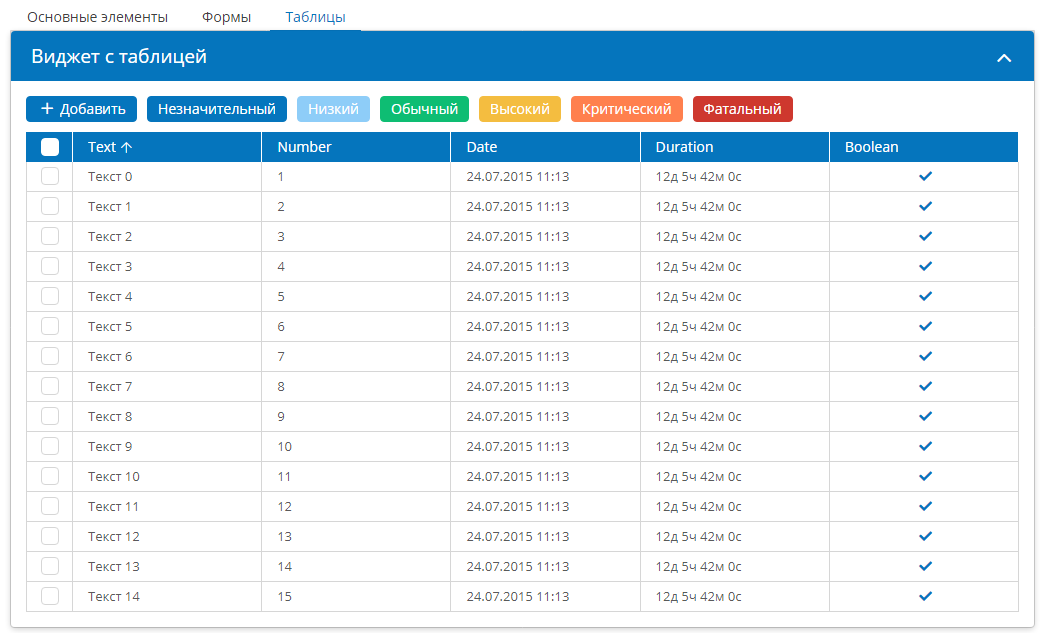 Основные элементы Формы Таблицы
Виджет с таблицей
+ Добавить Незначительный Низкий Обычный Высокий Критический Фатальный
Text ↑ Number Date Duration Boolean
Текст 0 1 24.07.2015 11:13 12д 5ч 42м 0с
Текст 1 2 24.07.2015 11:13 12д 5ч 42м 0с
Текст 2 3 24.07.2015 11:13 12д 5ч 42м 0с
Текст 3 4 24.07.2015 11:13 12д 5ч 42м 0с
Текст 4 5 24.07.2015 11:13 12д 5ч 42м 0с
Текст 5 6 24.07.2015 11:13 12д 5ч 42м 0с
Текст 6 7 24.07.2015 11:13 12д 5ч 42м 0с
Текст 7 8 24.07.2015 11:13 12д 5ч 42м 0с
Текст 8 9 24.07.2015 11:13 12д 5ч 42м 0с
Текст 9 10 24.07.2015 11:13 12д 5ч 42м 0с
Текст 10 11 24.07.2015 11:13 12д 5ч 42м 0с
Текст 11 12 24.07.2015 11:13 12д 5ч 42м 0с
Текст 12 13 24.07.2015 11:13 12д 5ч 42м 0с
Текст 13 14 24.07.2015 11:13 12д 5ч 42м 0с
Текст 14 15 24.07.2015 11:13 12д 5ч 42м 0с